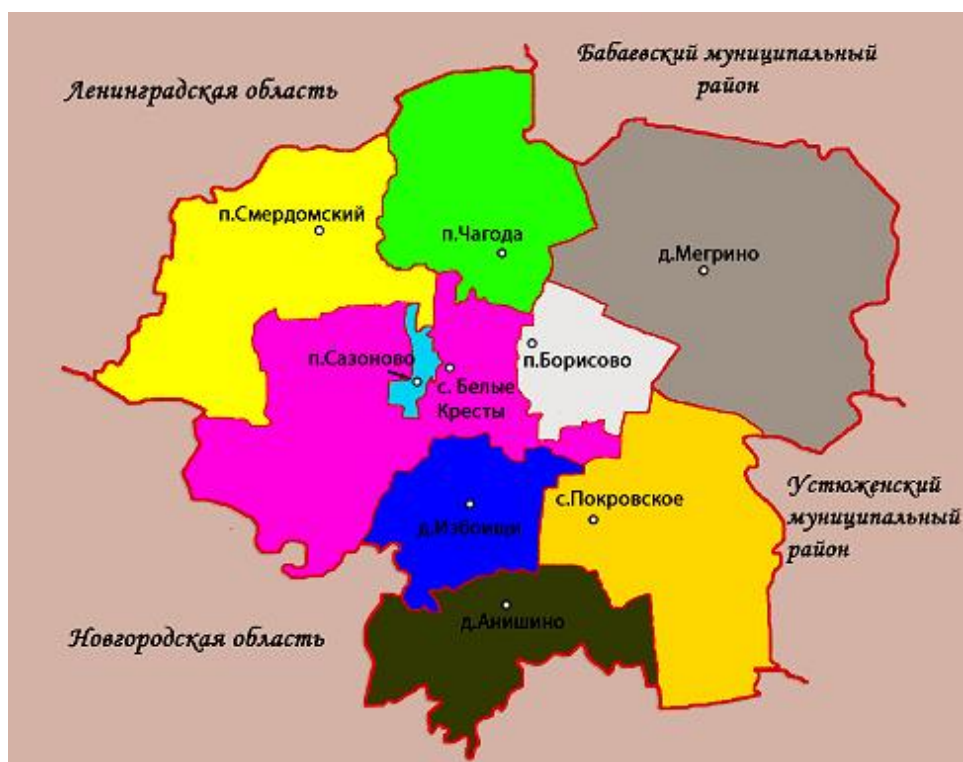 Ленинградская область
Бабаевский муниципальный
район
п.Смердомский
п.Чагода
д.Мегрино
п.Сазоново
с. Белые
Кресты
п.Борисово
с.Покровское
д.Избоищи
Устюженский
муниципальный
район
д.Анишино
Новгородская область